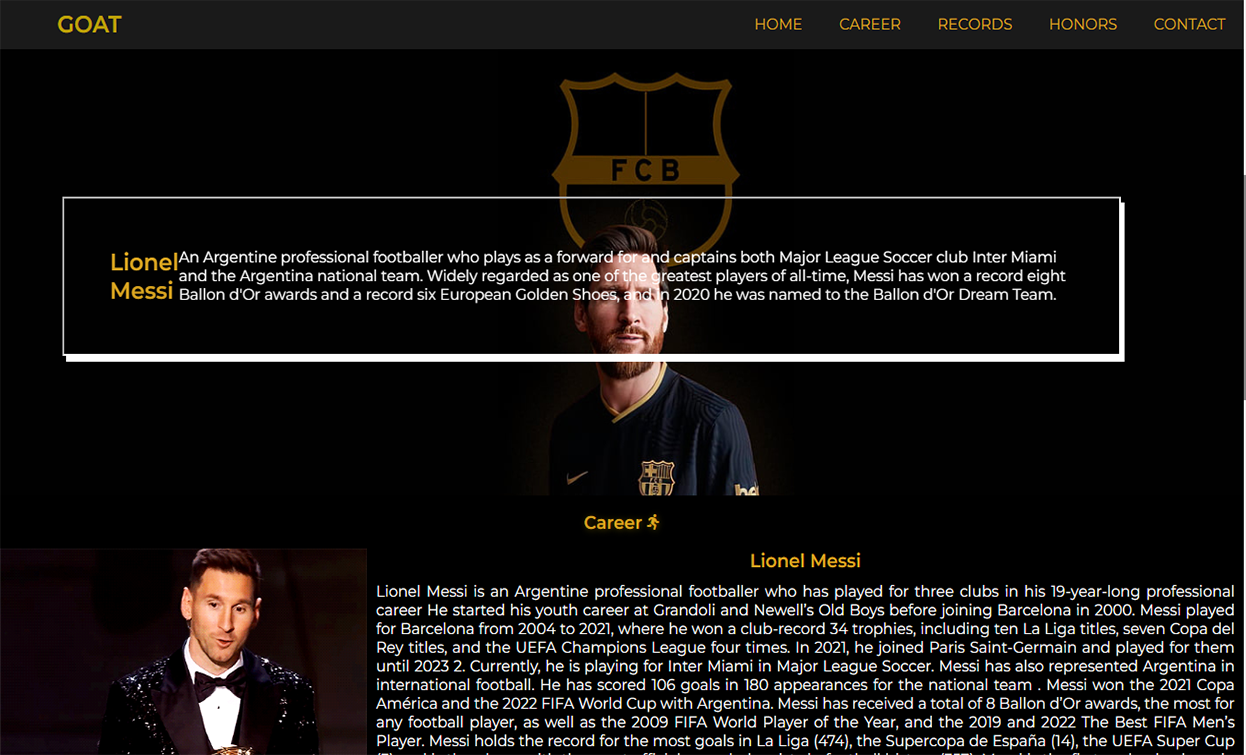 GOAT
HOME CAREER RECORDS HONORS CONTACT
FCB
Lionel
Messi
An Argentine professional footballer who plays as a forward for and captains both Major League Soccer club Inter Miami
and the Argentina national team. Widely regarded as one of the greatest players of all-time, Messi has won a record eight
Ballon d'Or awards and a record six European Golden Shoes, and in 2020 he was named to the Ballon d'Or Dream Team.
Career
Lionel Messi
Lionel Messi is an Argentine professional footballer who has played for three clubs in his 19-year-long professional
career He started his youth career at Grandoli and Newell’s Old Boys before joining Barcelona in 2000. Messi played
for Barcelona from 2004 to 2021, where he won a club-record 34 trophies, including ten La Liga titles, seven Copa del
Rey titles, and the UEFA Champions League four times. In 2021, he joined Paris Saint-Germain and played for them
until 2023 2. Currently, he is playing for Inter Miami in Major League Soccer. Messi has also represented Argentina in
international football. He has scored 106 goals in 180 appearances for the national team . Messi won the 2021 Copa
América and the 2022 FIFA World Cup with Argentina. Messi has received a total of 8 Ballon d’Or awards, the most for
any football player, as well as the 2009 FIFA World Player of the Year, and the 2019 and 2022 The Best FIFA Men’s
Player. Messi holds the record for the most goals in La Liga (474), the Supercopa de España (14), the UEFA Super Cup